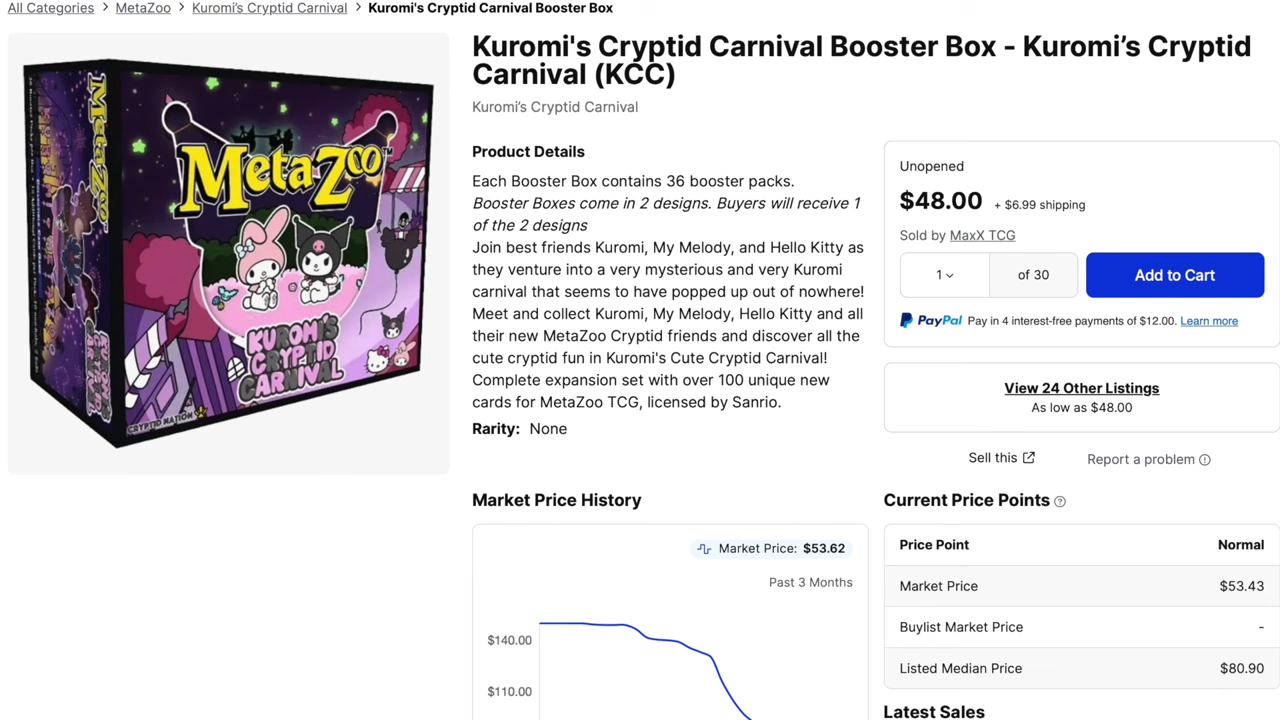 All Categories > MetaZoo > Kuromi's Cryptid Carnival > Kuromi's Cryptid Carnival Booster Box
Kuromi's Cryptid Carnival Booster Box - Kuromi’s Cryptid
Carnival (KCC)
Kuromi’s Cryptid Carnival
MetaZoo
MetaZoo™
KUROMI'S
CRYPTID
CARNIVAL
CRYPTID NATION
Product Details
Each Booster Box contains 36 booster packs.
Booster Boxes come in 2 designs. Buyers will receive 1
of the 2 designs
Join best friends Kuromi, My Melody, and Hello Kitty as
they venture into a very mysterious and very Kuromi
carnival that seems to have popped up out of nowhere!
Meet and collect Kuromi, My Melody, Hello Kitty and all
their new MetaZoo Cryptid friends and discover all the
cute cryptid fun in Kuromi's Cute Cryptid Carnival!
Complete expansion set with over 100 unique new
cards for MetaZoo TCG, licensed by Sanrio.
Rarity: None
Unopened
$48.00 + $6.99 shipping
Sold by MaxX TCG
1 of 30 Add to Cart
PayPal Pay in 4 interest-free payments of $12.00. Learn more
View 24 Other Listings
As low as $48.00
Sell this Report a problem
Market Price History
Market Price: $53.62
Past 3 Months
$140.00
$110.00
Current Price Points
Price Point Normal
Market Price $53.43
Buylist Market Price -
Listed Median Price $80.90
Latest Sales